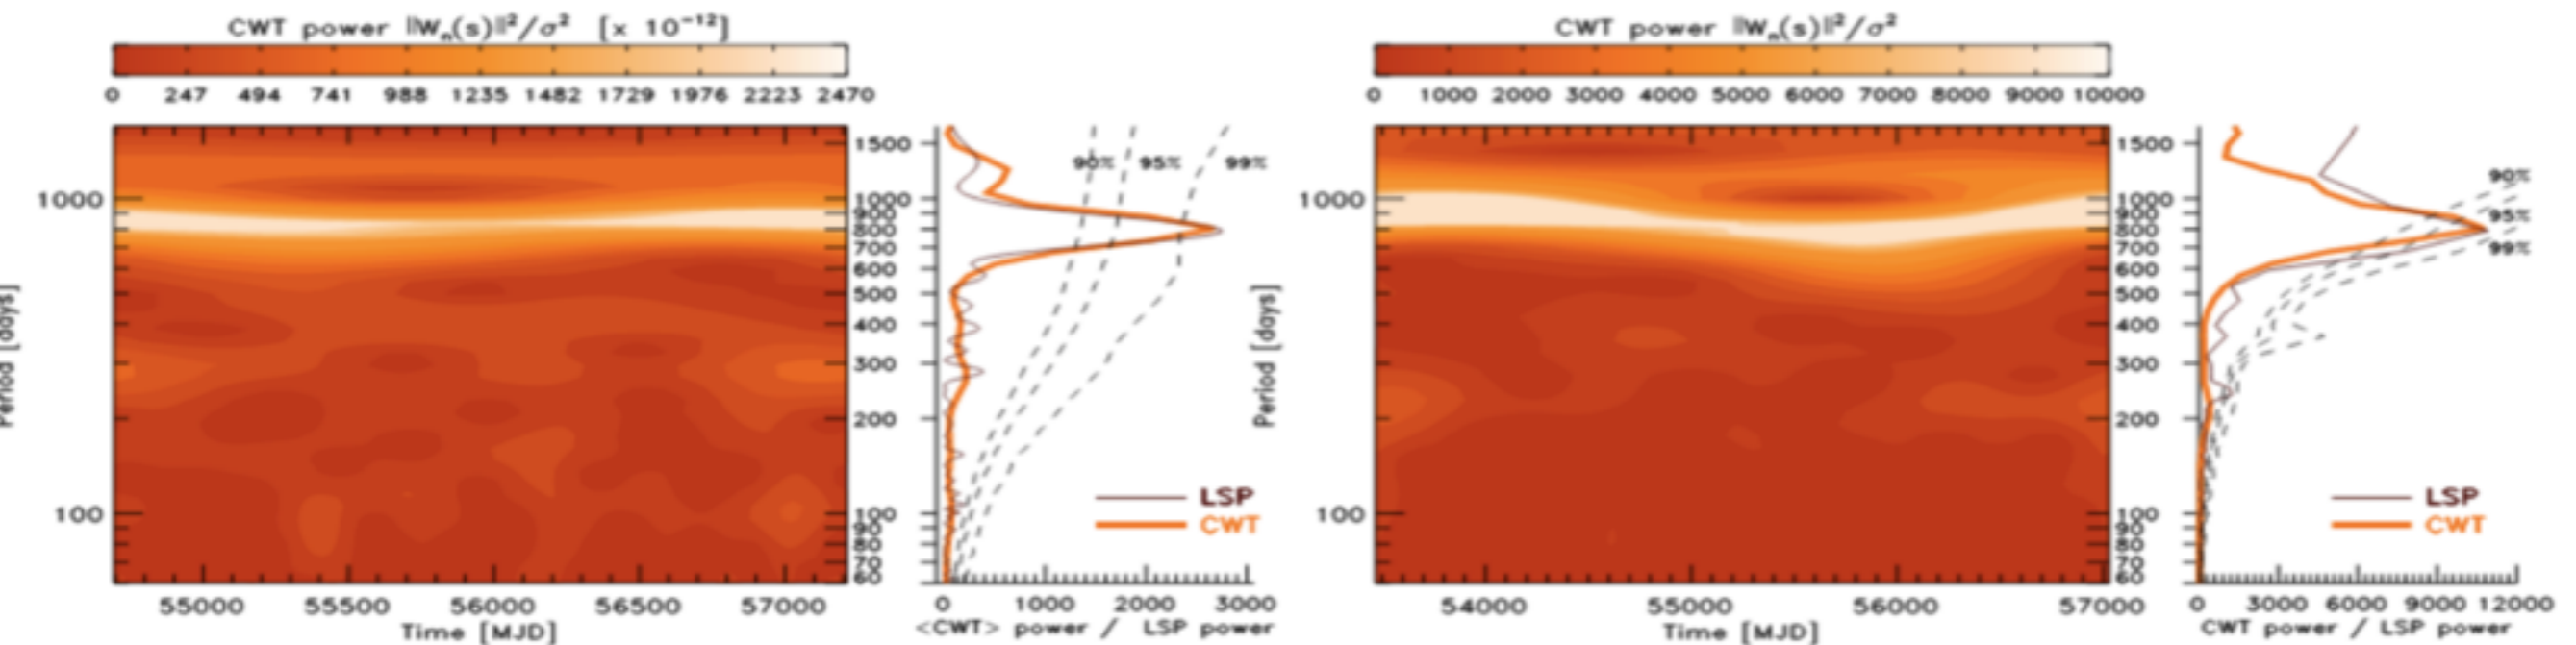 CWT power ||Wn(s)||²/σ² [x 10⁻¹²]
0 247 494 741 988 1235 1482 1729 1976 2223 2470
1000
100
Period [days]
55000 55500 56000 56500 57000
Time [MJD]
1500
1000
900
800
700
600
500
400
300
200
100
90
80
70
60
90% 95% 99%
LSP
CWT
0 1000 2000 3000
<CWT> power / LSP power
CWT power ||Wn(s)||²/σ²
0 1000 2000 3000 4000 5000 6000 7000 8000 9000 10000
1000
100
Period [days]
54000 55000 56000 57000
Time [MJD]
1500
1000
900
800
700
600
500
400
300
200
100
90
80
70
60
90%
95%
99%
LSP
CWT
0 3000 6000 9000 12000
CWT power / LSP power